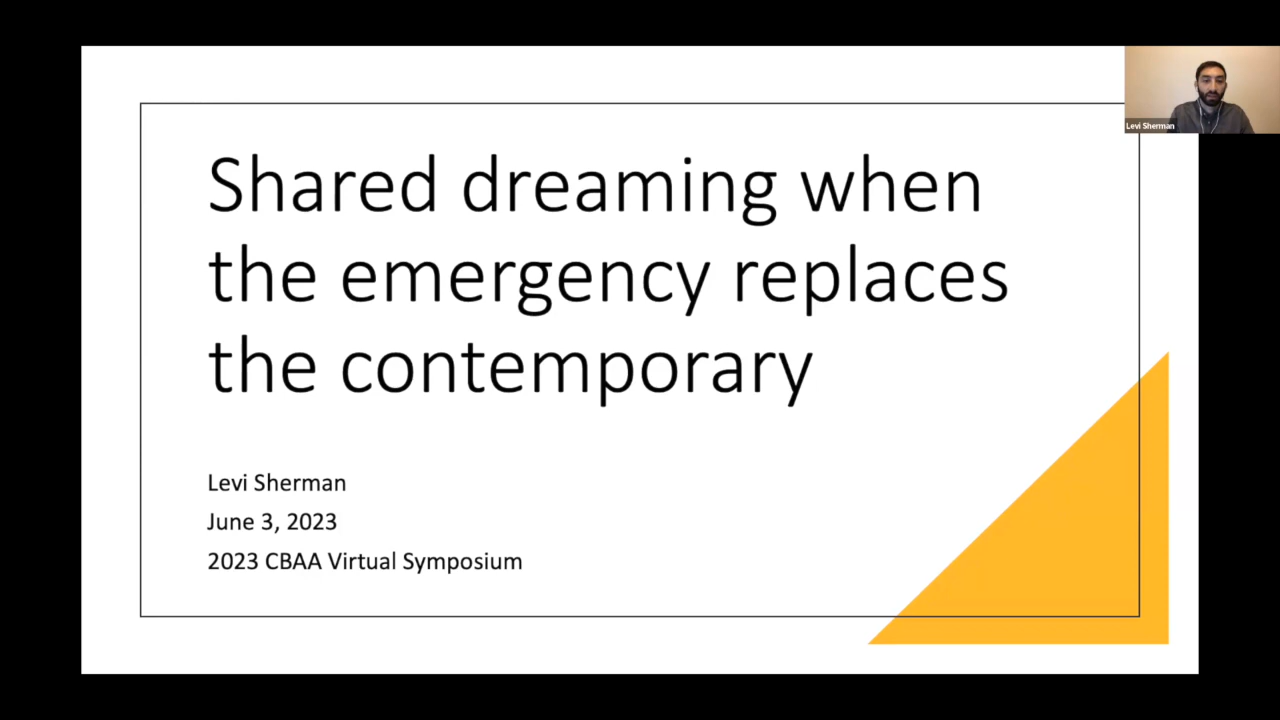 Shared dreaming when
the emergency replaces
the contemporary
Levi Sherman
June 3, 2023
2023 CBAA Virtual Symposium
Levi Sherman